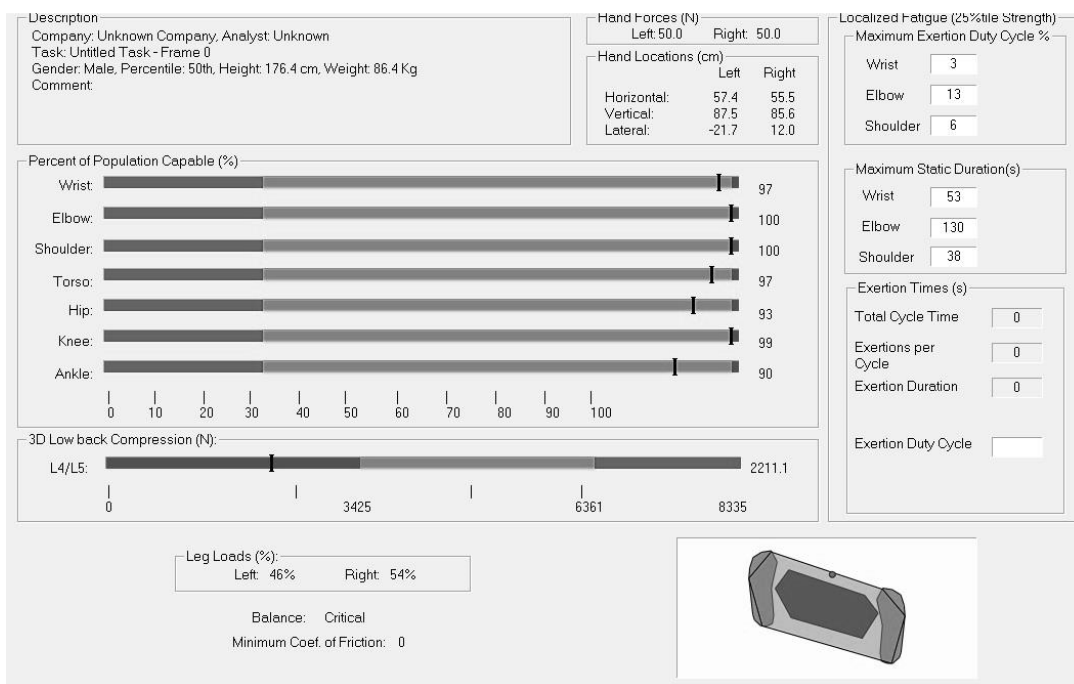 Description
Company: Unknown Company, Analyst: Unknown
Task: Untitled Task - Frame 0
Gender: Male, Percentile: 50th, Height: 176.4 cm, Weight: 86.4 Kg
Comment:
Hand Forces (N)
Left: 50.0 Right: 50.0
Hand Locations (cm)
Left Right
Horizontal: 57.4 55.5
Vertical: 87.5 85.6
Lateral: -21.7 12.0
Localized Fatigue (25%tile Strength)
Maximum Exertion Duty Cycle %
Wrist 3
Elbow 13
Shoulder 6
Maximum Static Duration(s)
Wrist 53
Elbow 130
Shoulder 38
Exertion Times (s)
Total Cycle Time 0
Exertions per
Cycle 0
Exertion Duration 0
Exertion Duty Cycle
Percent of Population Capable (%)
Wrist: 97
Elbow: 100
Shoulder: 100
Torso: 97
Hip: 93
Knee: 99
Ankle: 90
0 10 20 30 40 50 60 70 80 90 100
3D Low back Compression (N):
L4/L5: 2211.1
0 3425 6361 8335
Leg Loads (%):
Left: 46% Right: 54%
Balance: Critical
Minimum Coef. of Friction: 0